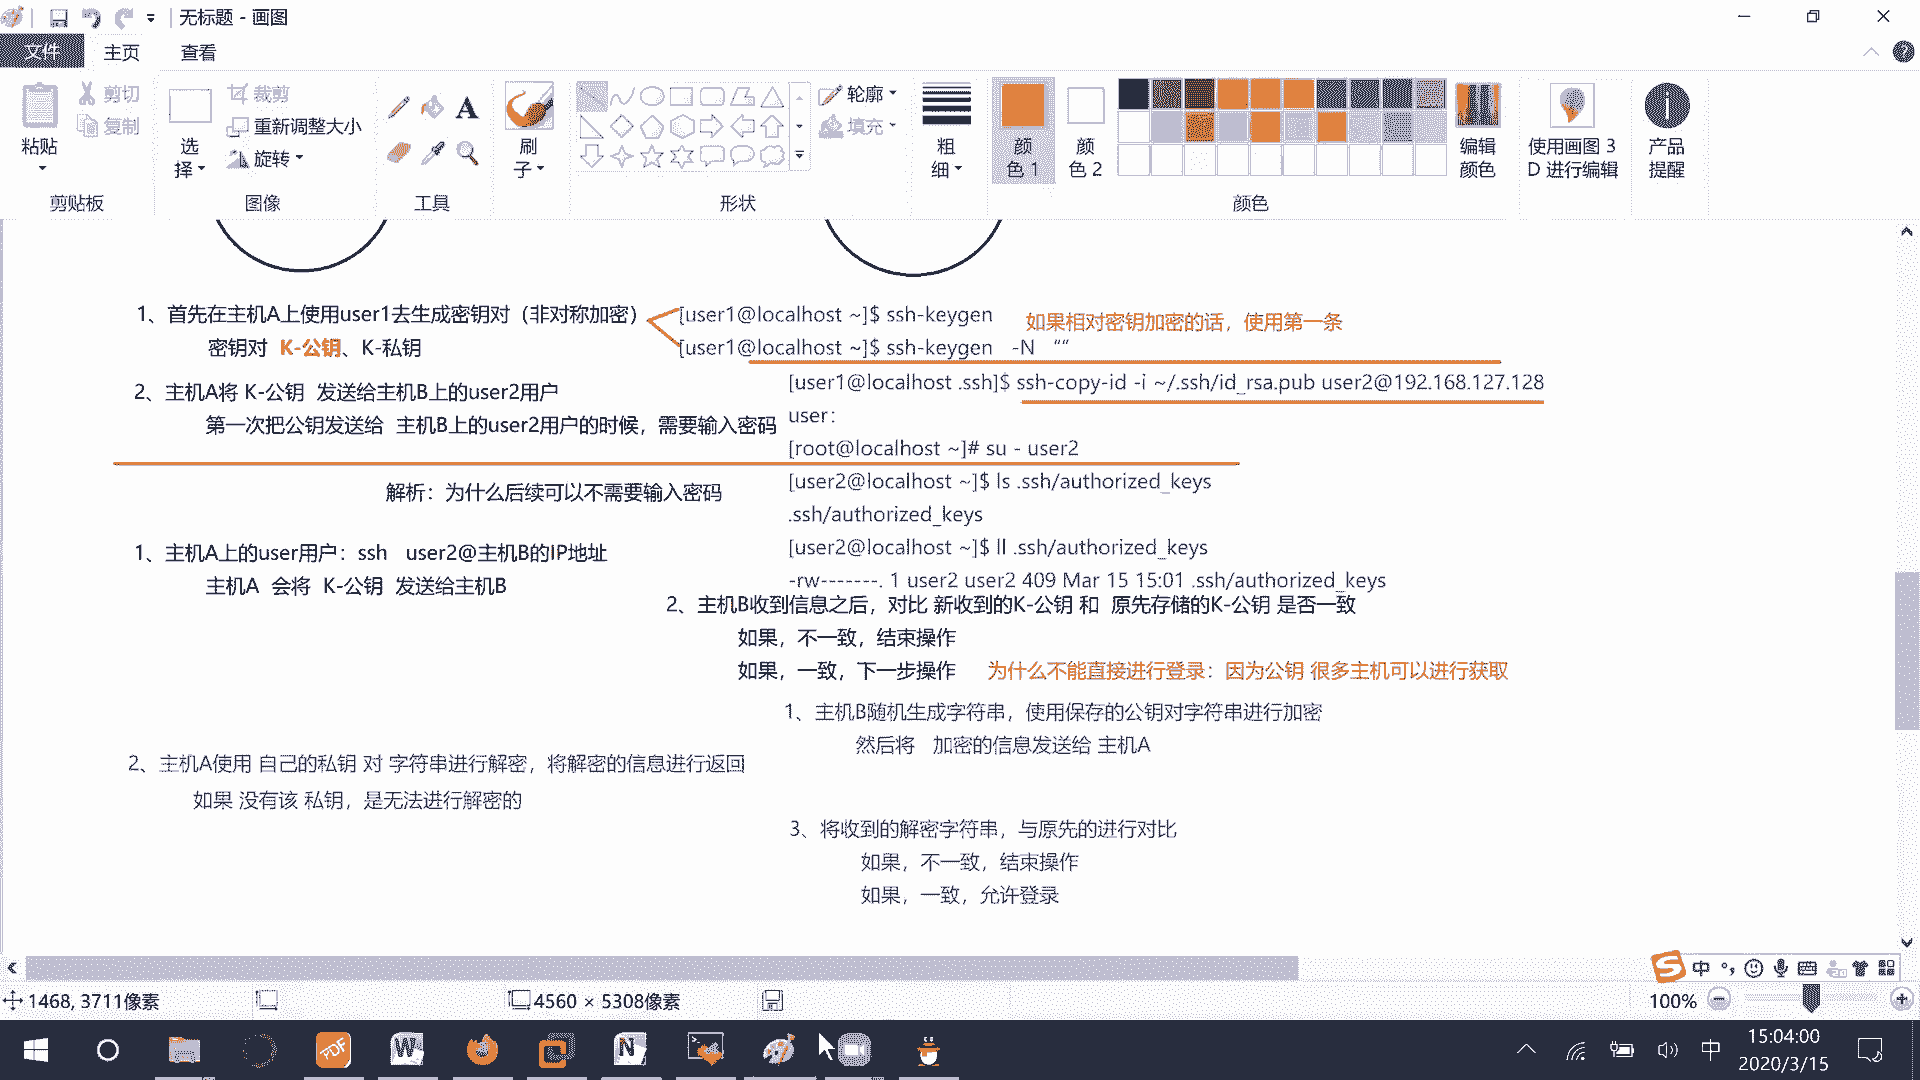 无标题 - 画图
文件 主页 查看
粘贴
剪切
复制
剪贴板
选择
裁剪
重新调整大小
旋转
图像
A
工具
刷子
轮廓
填充
形状
粗细
颜色 1
颜色 2
编辑颜色
颜色
使用画图 3D 进行编辑
产品提醒
1、首先在主机A上使用user1去生成密钥对（非对称加密）
密钥对 K-公钥、K-私钥
[user1@localhost ~]$ ssh-keygen
如果相对密钥加密的话，使用第一条
[user1@localhost ~]$ ssh-keygen -N “”
2、主机A将 K-公钥 发送给主机B上的user2用户
第一次把公钥发送给 主机B上的user2用户的时候，需要输入密码
[user1@localhost .ssh]$ ssh-copy-id -i ~/.ssh/id_rsa.pub user2@192.168.127.128
user：
[root@localhost ~]# su - user2
[user2@localhost ~]$ ls .ssh/authorized_keys
.ssh/authorized_keys
[user2@localhost ~]$ ll .ssh/authorized_keys
-rw-------. 1 user2 user2 409 Mar 15 15:01 .ssh/authorized_keys
解析：为什么后续可以不需要输入密码
1、主机A上的user用户：ssh user2@主机B的IP地址
主机A 会将 K-公钥 发送给主机B
2、主机B收到信息之后，对比 新收到的K-公钥 和 原先存储的K-公钥 是否一致
如果，不一致，结束操作
如果，一致，下一步操作 为什么不能直接进行登录：因为公钥 很多主机可以进行获取
1、主机B随机生成字符串，使用保存的公钥对字符串进行加密
然后将 加密的信息发送给 主机A
2、主机A使用 自己的私钥 对 字符串进行解密，将解密的信息进行返回
如果 没有该 私钥，是无法进行解密的
3、将收到的解密字符串，与原先的进行对比
如果，不一致，结束操作
如果，一致，允许登录
中
1468, 3711像素
4560 × 5308像素
100%
中
15:04:00
2020/3/15